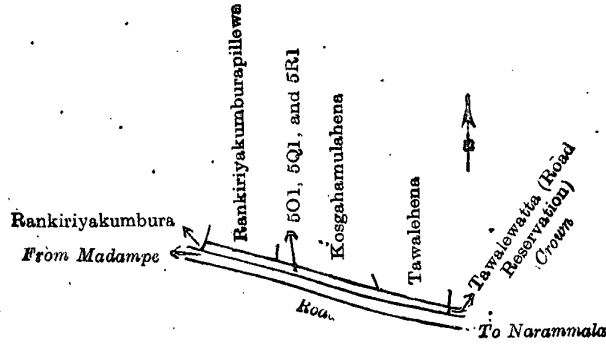 Rankiriyakumburapillewa
5O1, 5Q1, and 5R1
Kosgahamulahena
Tawalehena
Tawalewatta (Road
Reservation)
Crown
Rankiriyakumbura
From Madampe
To Narammala